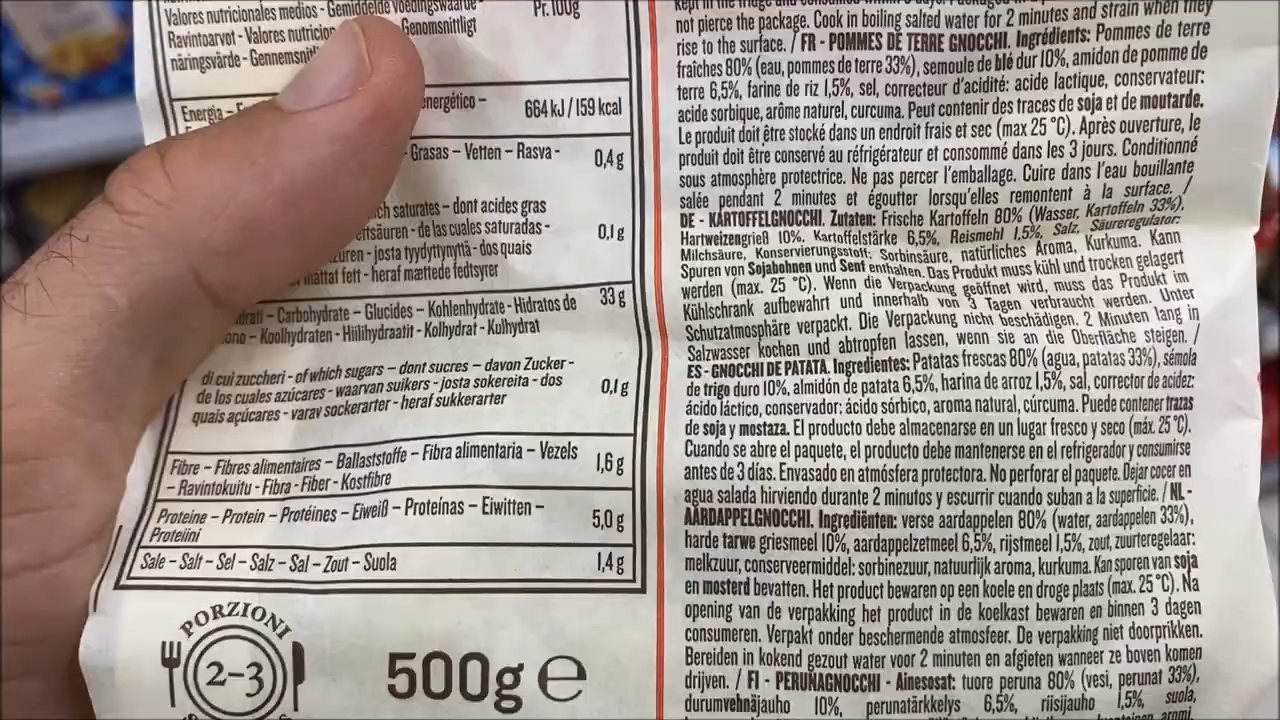 Valores nutricionales medios - Gemiddelde voedingswaarde -
Ravintoarvot - Valores nutricion
Genomsnittligt
näringsvärde - Gennemsnitl
Pr. 100g
Energia -
energético -
664 kJ / 159 kcal
- Grasas – Vetten – Rasva -
0,4 g
ch saturates – dont acides gras
säuren - de las cuales saturadas -
- josta tyydyttynyttä - dos quais
mättat fett - heraf mættede fedtsyrer
0,1 g
drati – Carbohydrate – Glucides – Kohlenhydrate - Hidratos de
ono – Koolhydraten - Hiilihydraatit - Kolhydrat - Kulhydrat
33 g
di cui zuccheri - of which sugars – dont sucres – davon Zucker -
de los cuales azúcares - waarvan suikers - josta sokereita - dos
quais açúcares - varav sockerarter - heraf sukkerarter
0,1 g
Fibre – Fibres alimentaires – Ballaststoffe – Fibra alimentaria – Vezels
– Ravintokuitu - Fibra - Fiber - Kostfibre
1,6 g
Proteine – Protein – Protéines – Eiweiß – Proteínas – Eiwitten –
Proteiini
5,0 g
Sale – Salt – Sel – Salz – Sal – Zout – Suola
1,4 g
PORZIONI
2-3
500g e
not pierce the package. Cook in boiling salted water for 2 minutes and strain when they
rise to the surface. / FR - POMMES DE TERRE GNOCCHI. Ingrédients: Pommes de terre
fraîches 80% (eau, pommes de terre 33%), semoule de blé dur 10%, amidon de pomme de
terre 6,5%, farine de riz 1,5%, sel, correcteur d'acidité: acide lactique, conservateur:
acide sorbique, arôme naturel, curcuma. Peut contenir des traces de soja et de moutarde.
Le produit doit être stocké dans un endroit frais et sec (max 25 °C). Après ouverture, le
produit doit être conservé au réfrigérateur et consommé dans les 3 jours. Conditionné
sous atmosphère protectrice. Ne pas percer l'emballage. Cuire dans l'eau bouillante
salée pendant 2 minutes et égoutter lorsqu'elles remontent à la surface. /
DE - KARTOFFELGNOCCHI. Zutaten: Frische Kartoffeln 80% (Wasser, Kartoffeln 33%),
Hartweizengrieß 10%, Kartoffelstärke 6,5%, Reismehl 1,5%, Salz, Säureregulator:
Milchsäure, Konservierungsstoff: Sorbinsäure, natürliches Aroma, Kurkuma. Kann
Spuren von Sojabohnen und Senf enthalten. Das Produkt muss kühl und trocken gelagert
werden (max. 25 °C). Wenn die Verpackung geöffnet wird, muss das Produkt im
Kühlschrank aufbewahrt und innerhalb von 3 Tagen verbraucht werden. Unter
Schutzatmosphäre verpackt. Die Verpackung nicht beschädigen. 2 Minuten lang in
Salzwasser kochen und abtropfen lassen, wenn sie an die Oberfläche steigen. /
ES - GNOCCHI DE PATATA. Ingredientes: Patatas frescas 80% (agua, patatas 33%), sémola
de trigo duro 10%, almidón de patata 6,5%, harina de arroz 1,5%, sal, corrector de acidez:
ácido láctico, conservador: ácido sórbico, aroma natural, cúrcuma. Puede contener trazas
de soja y mostaza. El producto debe almacenarse en un lugar fresco y seco (máx. 25 °C).
Cuando se abre el paquete, el producto debe mantenerse en el refrigerador y consumirse
antes de 3 días. Envasado en atmósfera protectora. No perforar el paquete. Dejar cocer en
agua salada hirviendo durante 2 minutos y escurrir cuando suban a la superficie. / NL -
AARDAPPELGNOCCHI. Ingrediënten: verse aardappelen 80% (water, aardappelen 33%),
harde tarwe griesmeel 10%, aardappelzetmeel 6,5%, rijstmeel 1,5%, zout, zuurteregelaar:
melkzuur, conserveermiddel: sorbinezuur, natuurlijk aroma, kurkuma. Kan sporen van soja
en mosterd bevatten. Het product bewaren op een koele en droge plaats (max. 25 °C). Na
opening van de verpakking het product in de koelkast bewaren en binnen 3 dagen
consumeren. Verpakt onder beschermende atmosfeer. De verpakking niet doorprikken.
Bereiden in kokend gezout water voor 2 minuten en afgieten wanneer ze boven komen
drijven. / FI - PERUNAGNOCCHI - Ainesosat: tuore peruna 80% (vesi, perunat 33%),
durumvehnäjauho 10%, perunatärkkelys 6,5%, riisijauho 1,5%, suola,